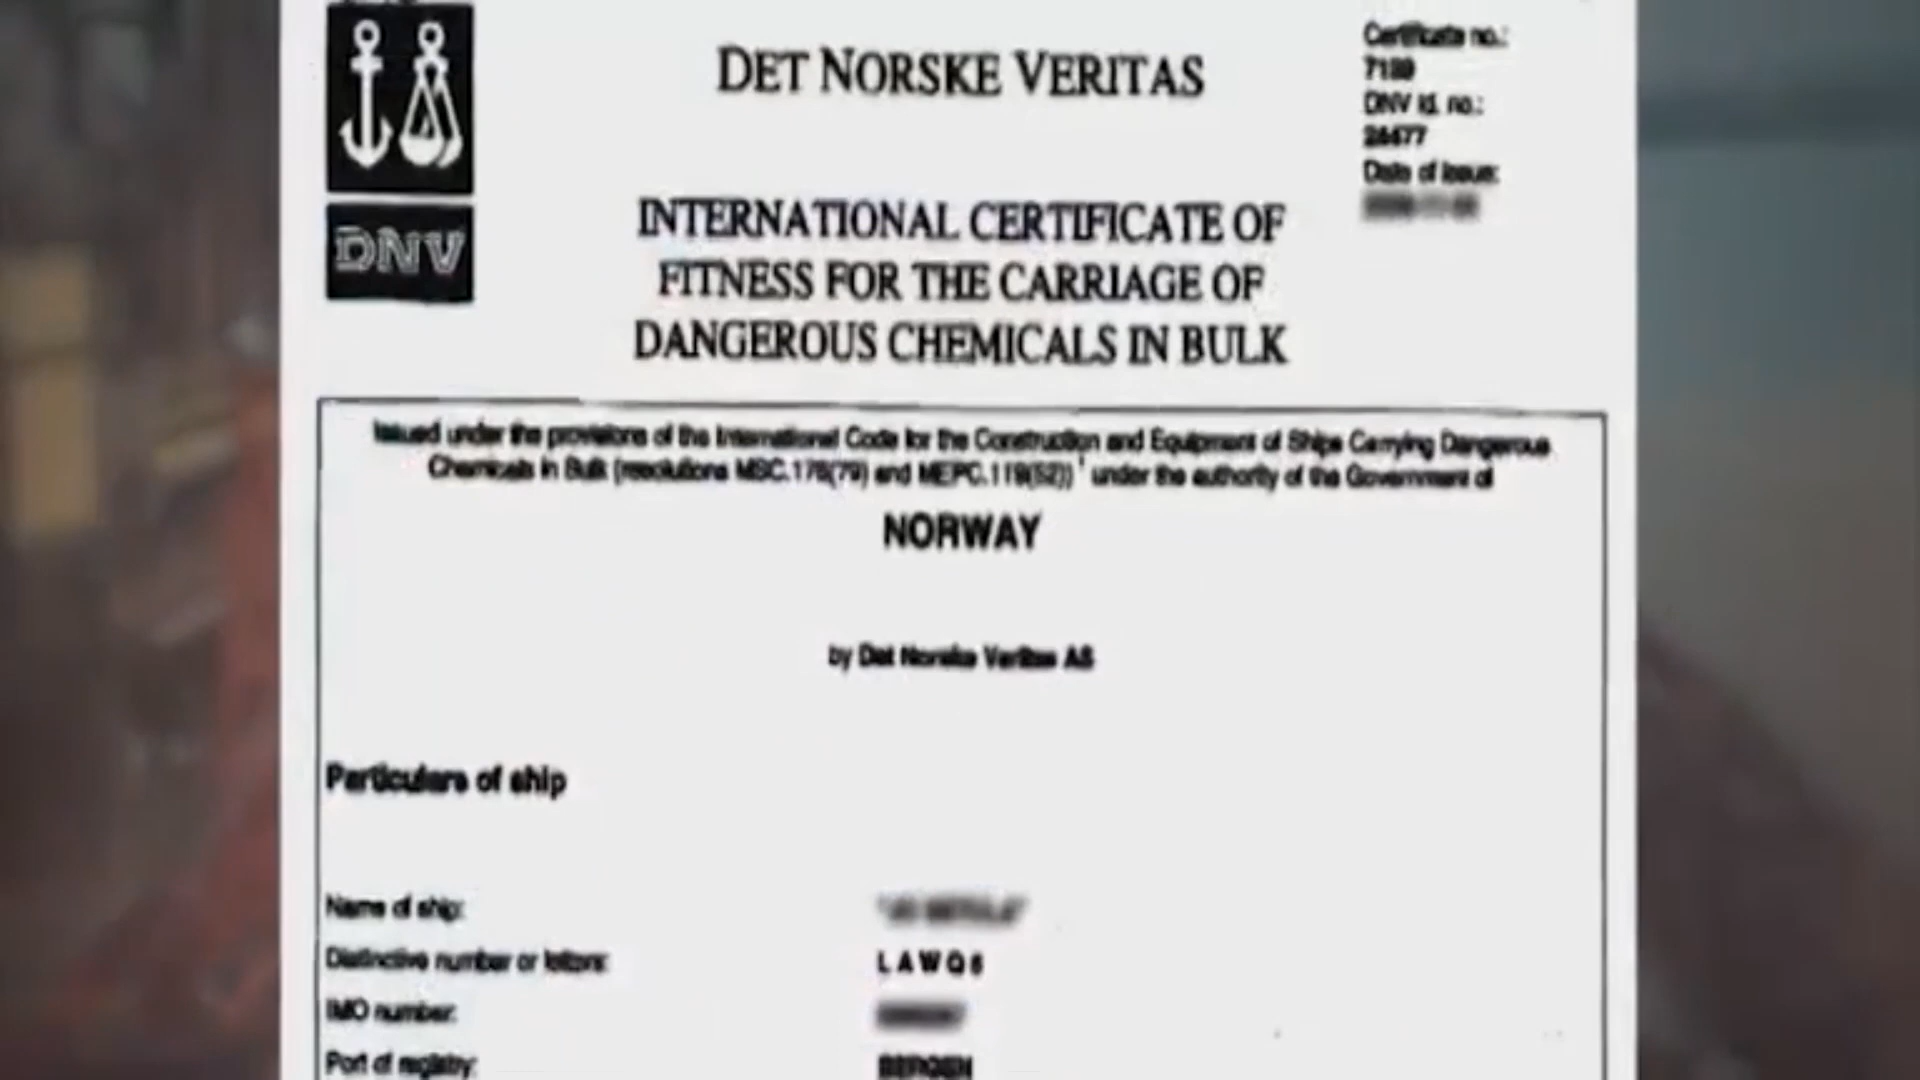 DET NORSKE VERITAS
Certificate no.:
DNV id. no.:
Date of issue:
DNV
INTERNATIONAL CERTIFICATE OF
FITNESS FOR THE CARRIAGE OF
DANGEROUS CHEMICALS IN BULK
Issued under the provisions of the International Code for the Construction and Equipment of Ships Carrying Dangerous
Chemicals in Bulk (resolutions MSC.176(79) and MEPC.119(52)) under the authority of the Government of
NORWAY
by Det Norske Veritas AS
Particulars of ship
Name of ship:
Distinctive number or letters: LAWQ6
IMO number:
Port of registry: BERGEN